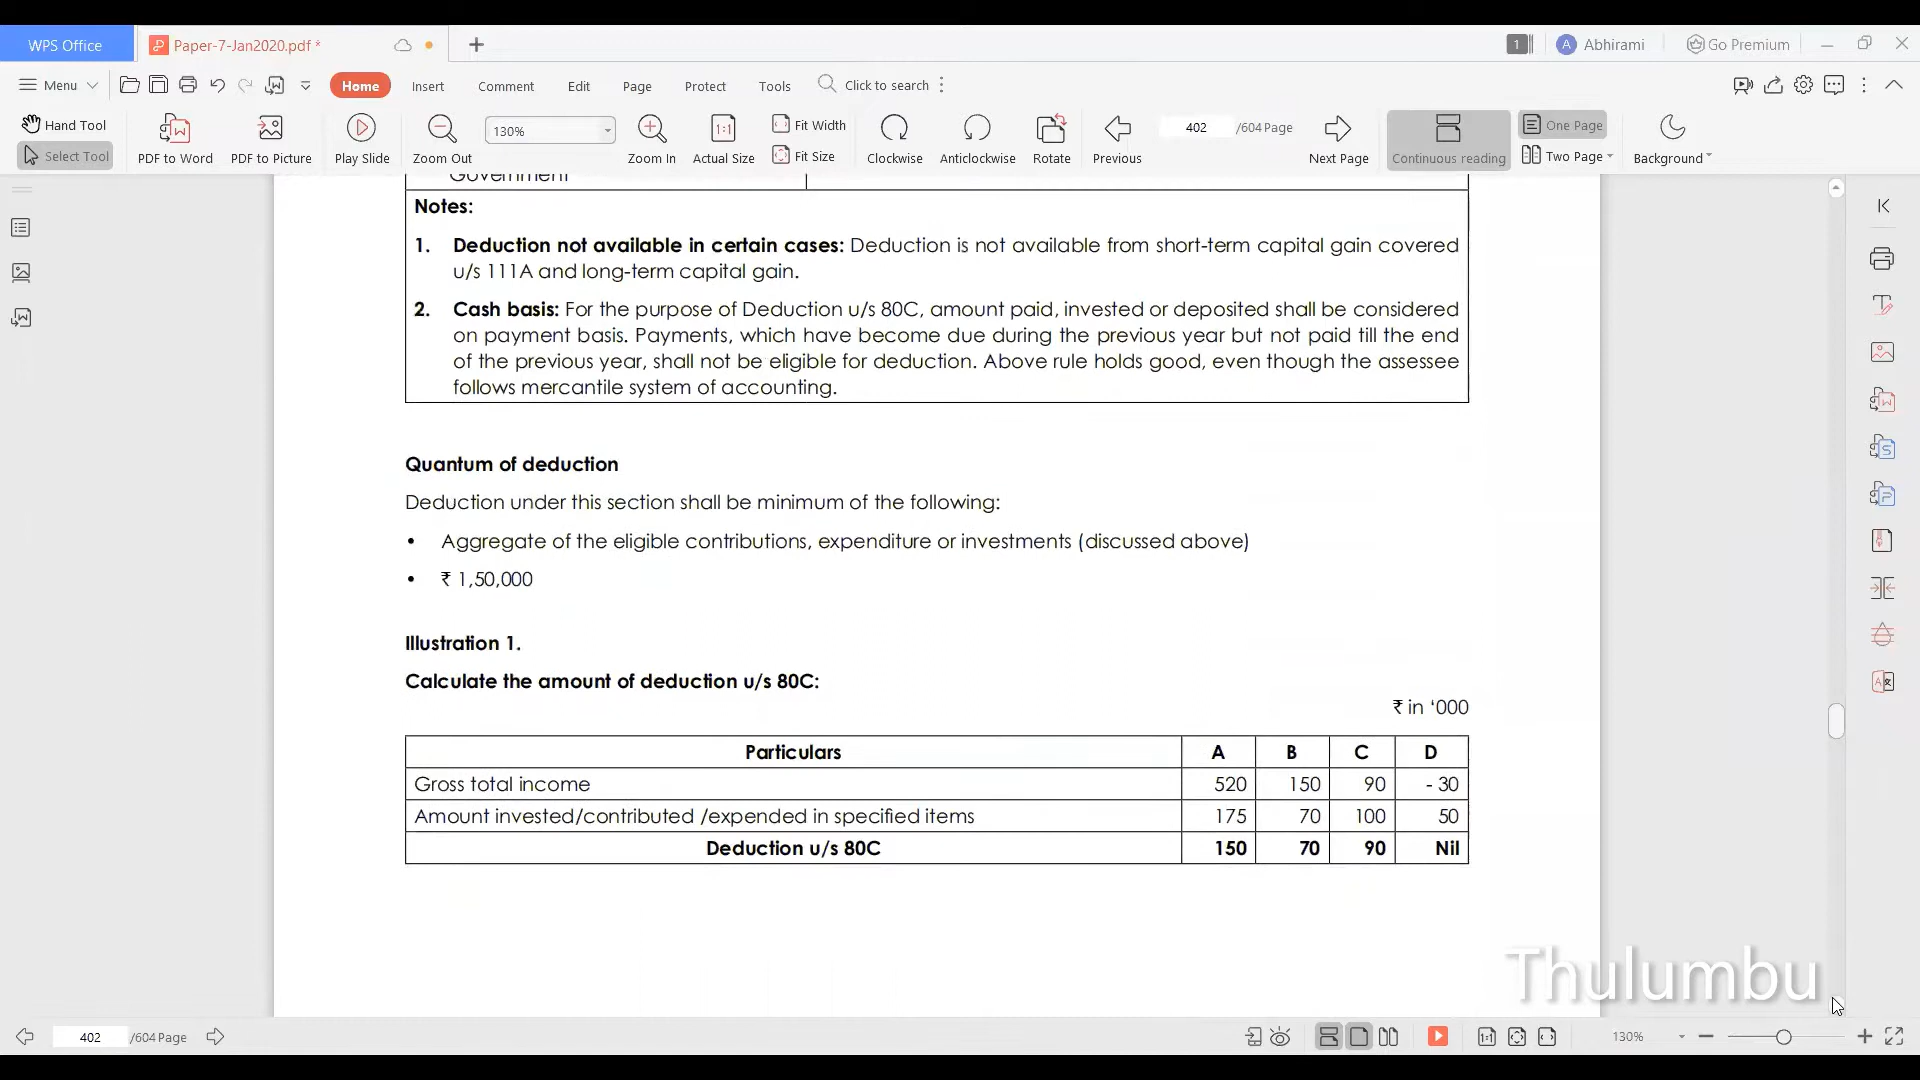 WPS Office
Paper-7-Jan2020.pdf *
1
A Abhirami
Go Premium
Menu
Home
Insert
Comment
Edit
Page
Protect
Tools
Click to search
Hand Tool
Select Tool
PDF to Word
PDF to Picture
Play Slide
Zoom Out
130%
Zoom In
1:1
Actual Size
Fit Width
Fit Size
Clockwise
Anticlockwise
Rotate
Previous
402 /604 Page
Next Page
Continuous reading
One Page
Two Page
Background
Government
Notes:
1. Deduction not available in certain cases: Deduction is not available from short-term capital gain covered
u/s 111A and long-term capital gain.
2. Cash basis: For the purpose of Deduction u/s 80C, amount paid, invested or deposited shall be considered
on payment basis. Payments, which have become due during the previous year but not paid till the end
of the previous year, shall not be eligible for deduction. Above rule holds good, even though the assessee
follows mercantile system of accounting.
Quantum of deduction
Deduction under this section shall be minimum of the following:
• Aggregate of the eligible contributions, expenditure or investments (discussed above)
• ₹ 1,50,000
Illustration 1.
Calculate the amount of deduction u/s 80C:
₹ in ‘000
Particulars A B C D
Gross total income 520 150 90 - 30
Amount invested/contributed /expended in specified items 175 70 100 50
Deduction u/s 80C 150 70 90 Nil
Thulumbu
402 /604 Page
130%